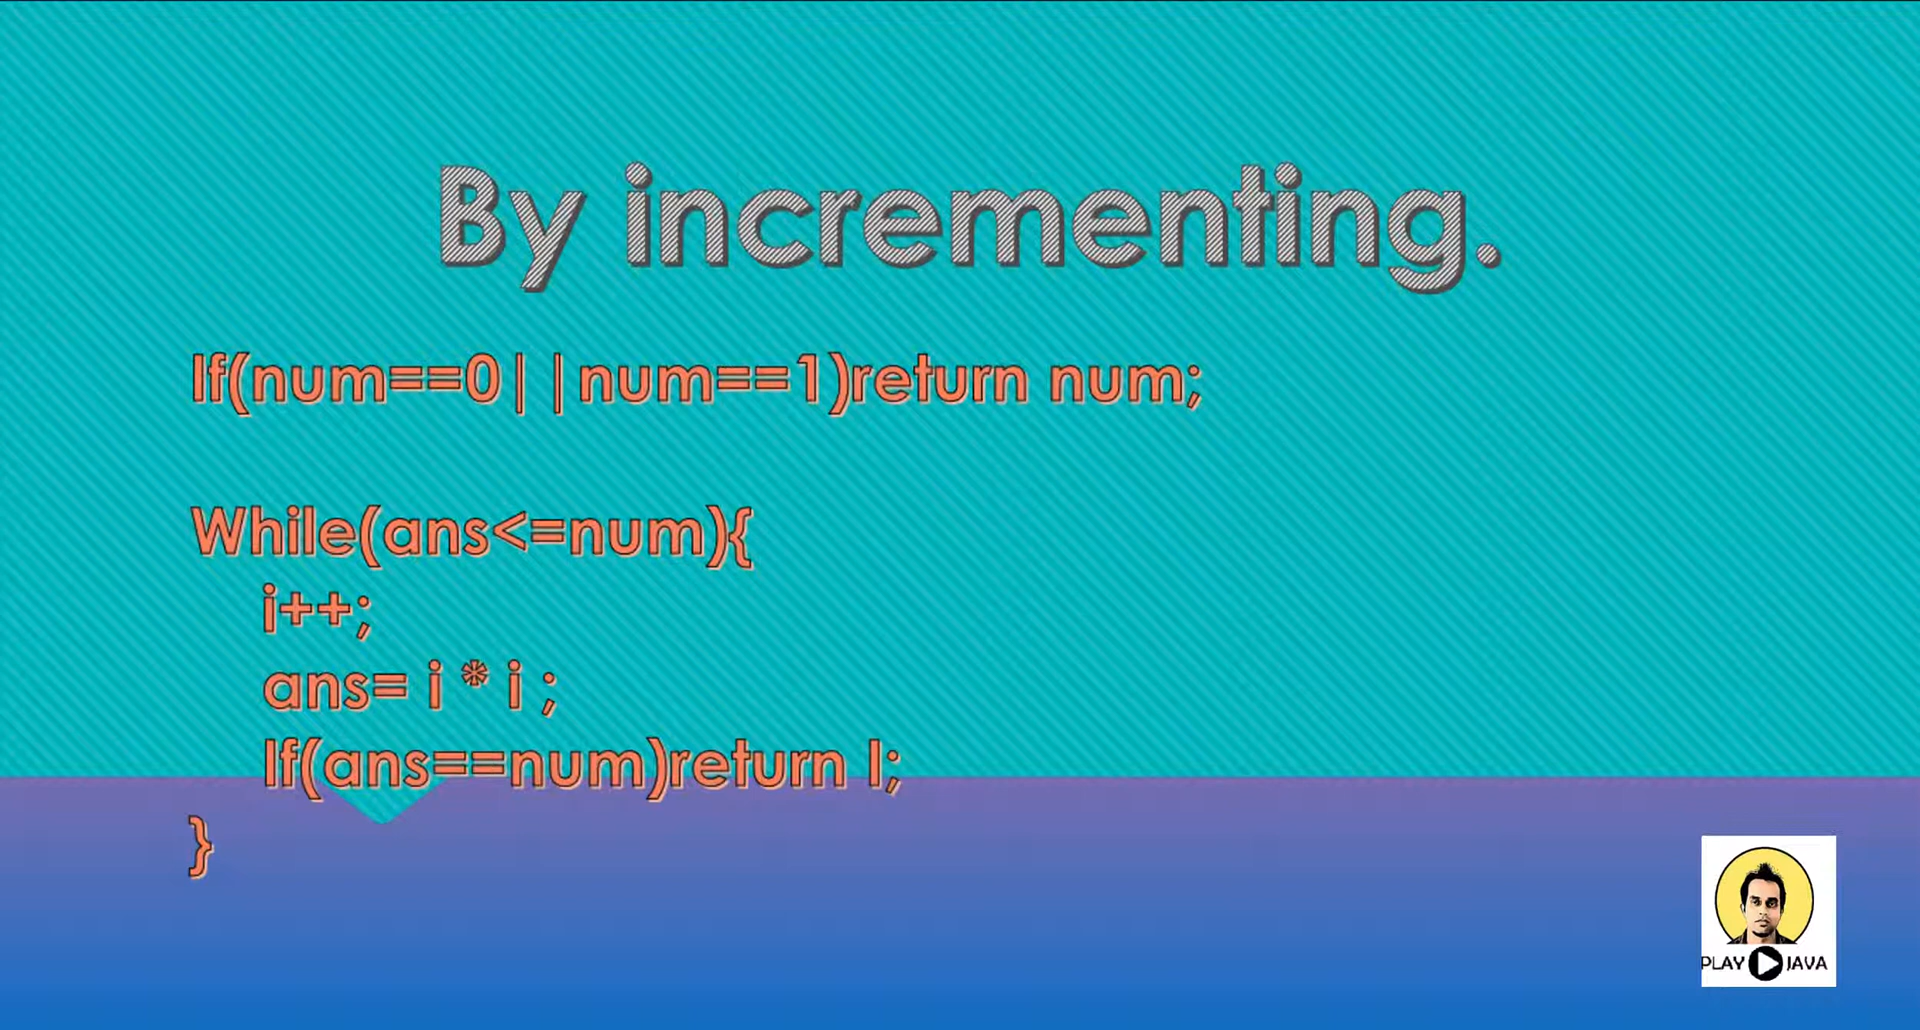 By incrementing.
If(num==0||num==1)return num;
While(ans<=num){
i++;
ans= i * i ;
If(ans==num)return I;
}
PLAY JAVA